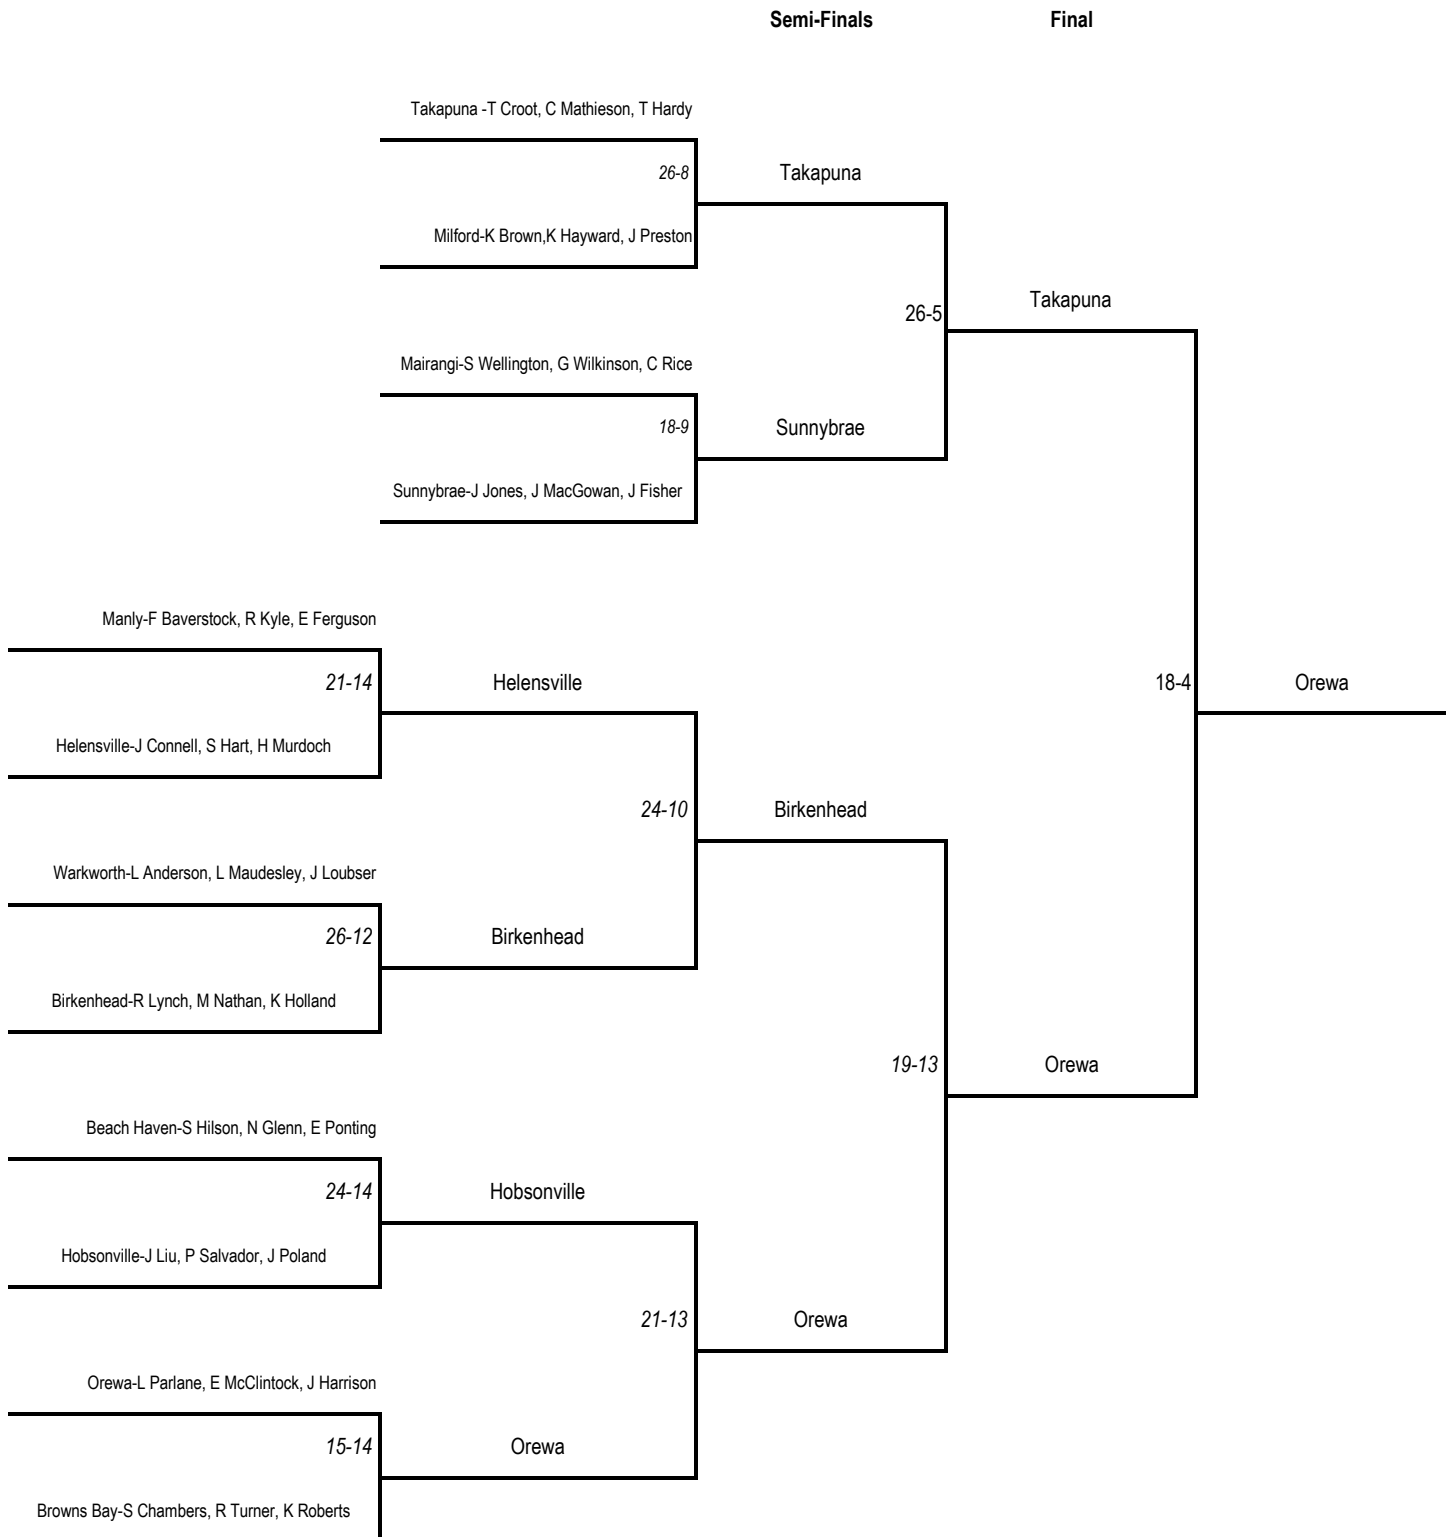 Semi-Finals Final
Takapuna -T Croot, C Mathieson, T Hardy
26-8 Takapuna
Milford-K Brown,K Hayward, J Preston
Takapuna
26-5
Mairangi-S Wellington, G Wilkinson, C Rice
18-9 Sunnybrae
Sunnybrae-J Jones, J MacGowan, J Fisher
Manly-F Baverstock, R Kyle, E Ferguson
21-14 Helensville 18-4 Orewa
Helensville-J Connell, S Hart, H Murdoch
24-10 Birkenhead
Warkworth-L Anderson, L Maudesley, J Loubser
26-12 Birkenhead
Birkenhead-R Lynch, M Nathan, K Holland
19-13 Orewa
Beach Haven-S Hilson, N Glenn, E Ponting
24-14 Hobsonville
Hobsonville-J Liu, P Salvador, J Poland
21-13 Orewa
Orewa-L Parlane, E McClintock, J Harrison
15-14 Orewa
Browns Bay-S Chambers, R Turner, K Roberts